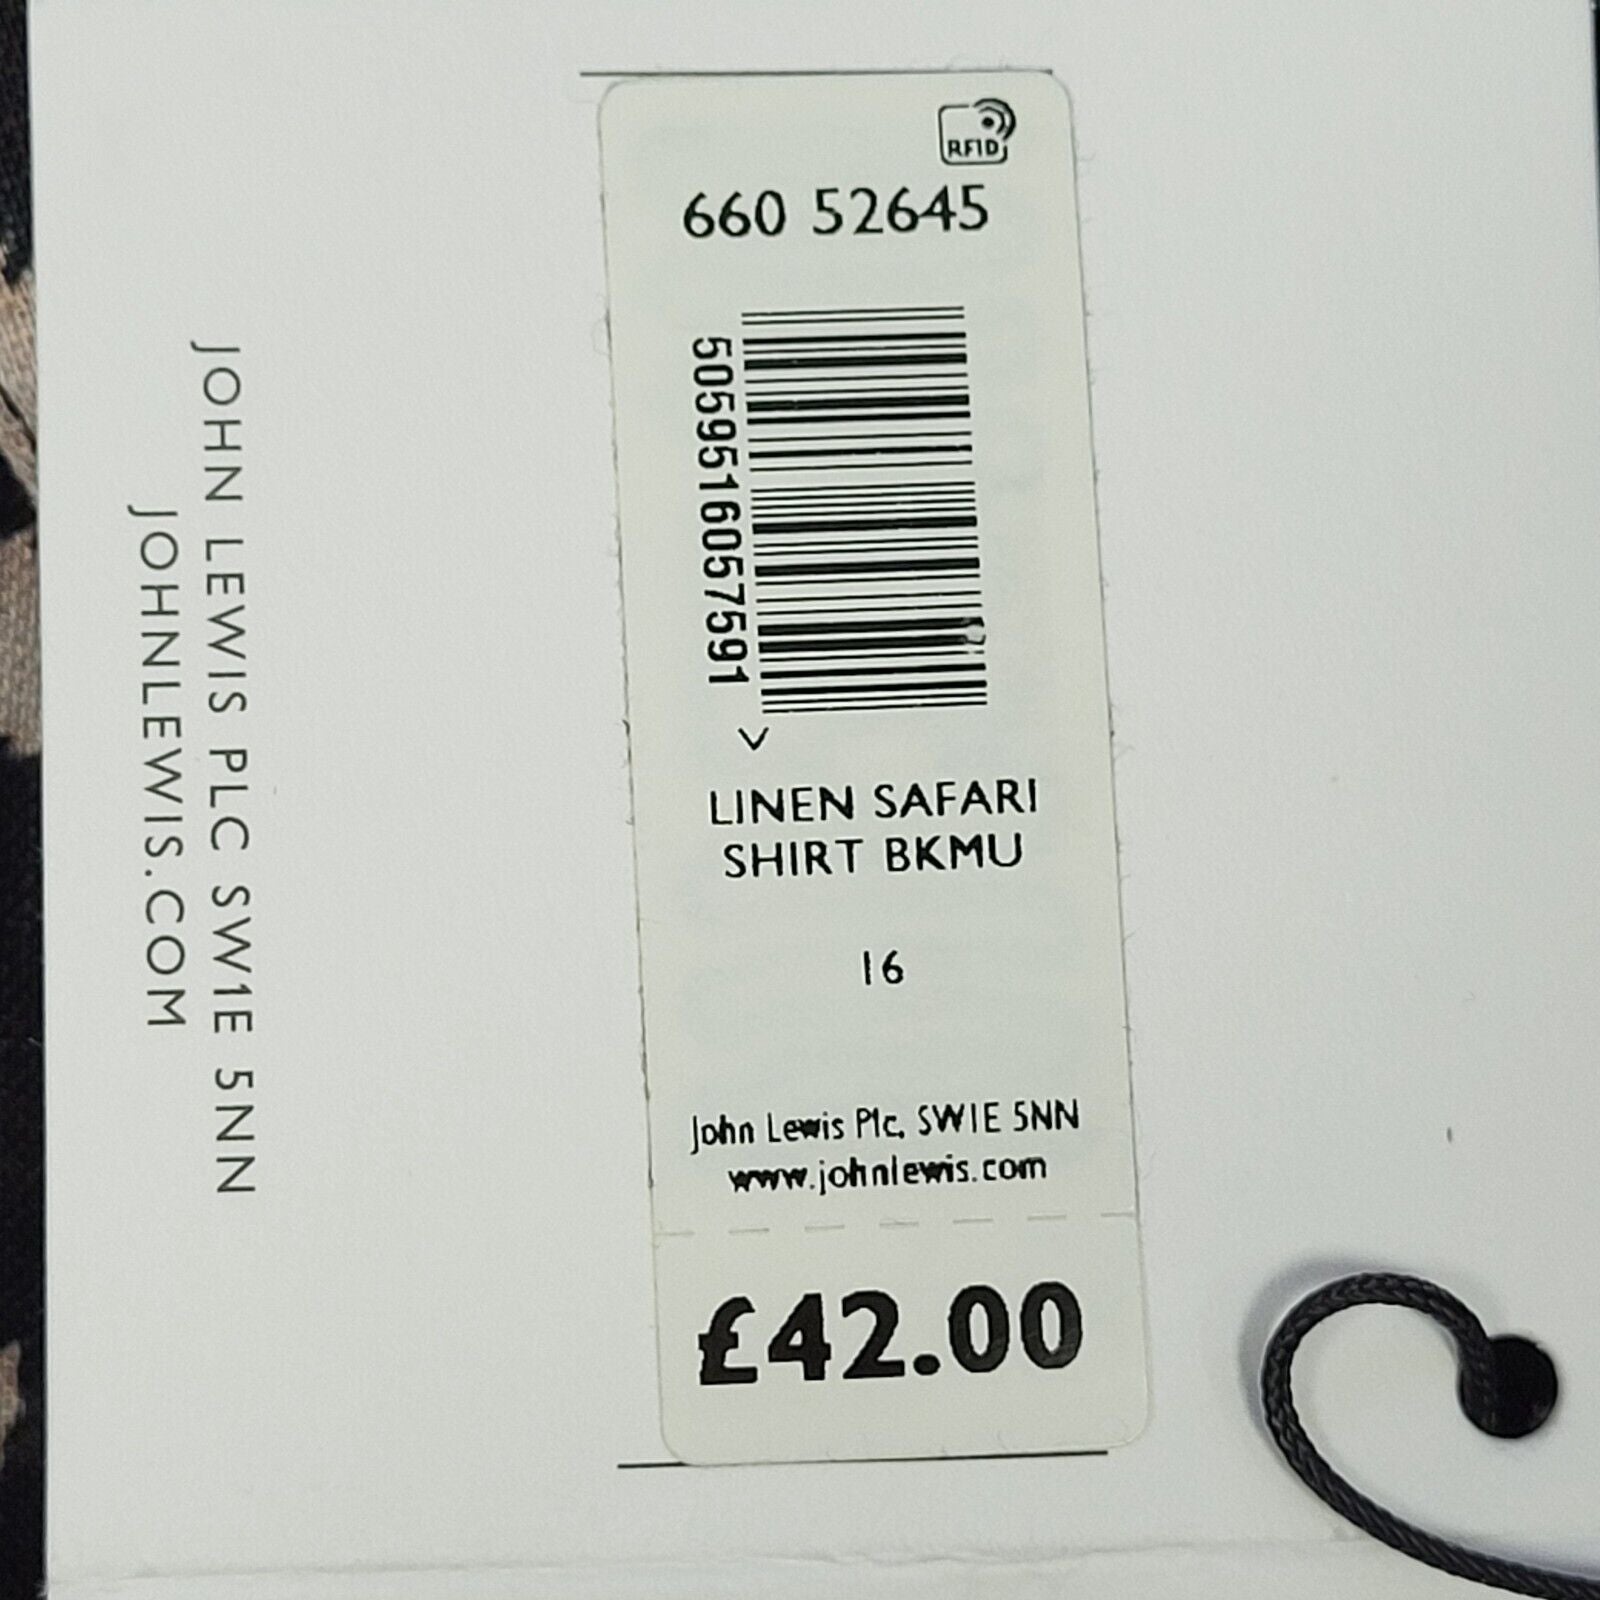 RFID
660 52645
5059516057591
>
LINEN SAFARI
SHIRT BKMU
16
John Lewis Plc, SW1E 5NN
www.johnlewis.com
£42.00
JOHN LEWIS PLC SW1E 5NN
JOHNLEWIS.COM